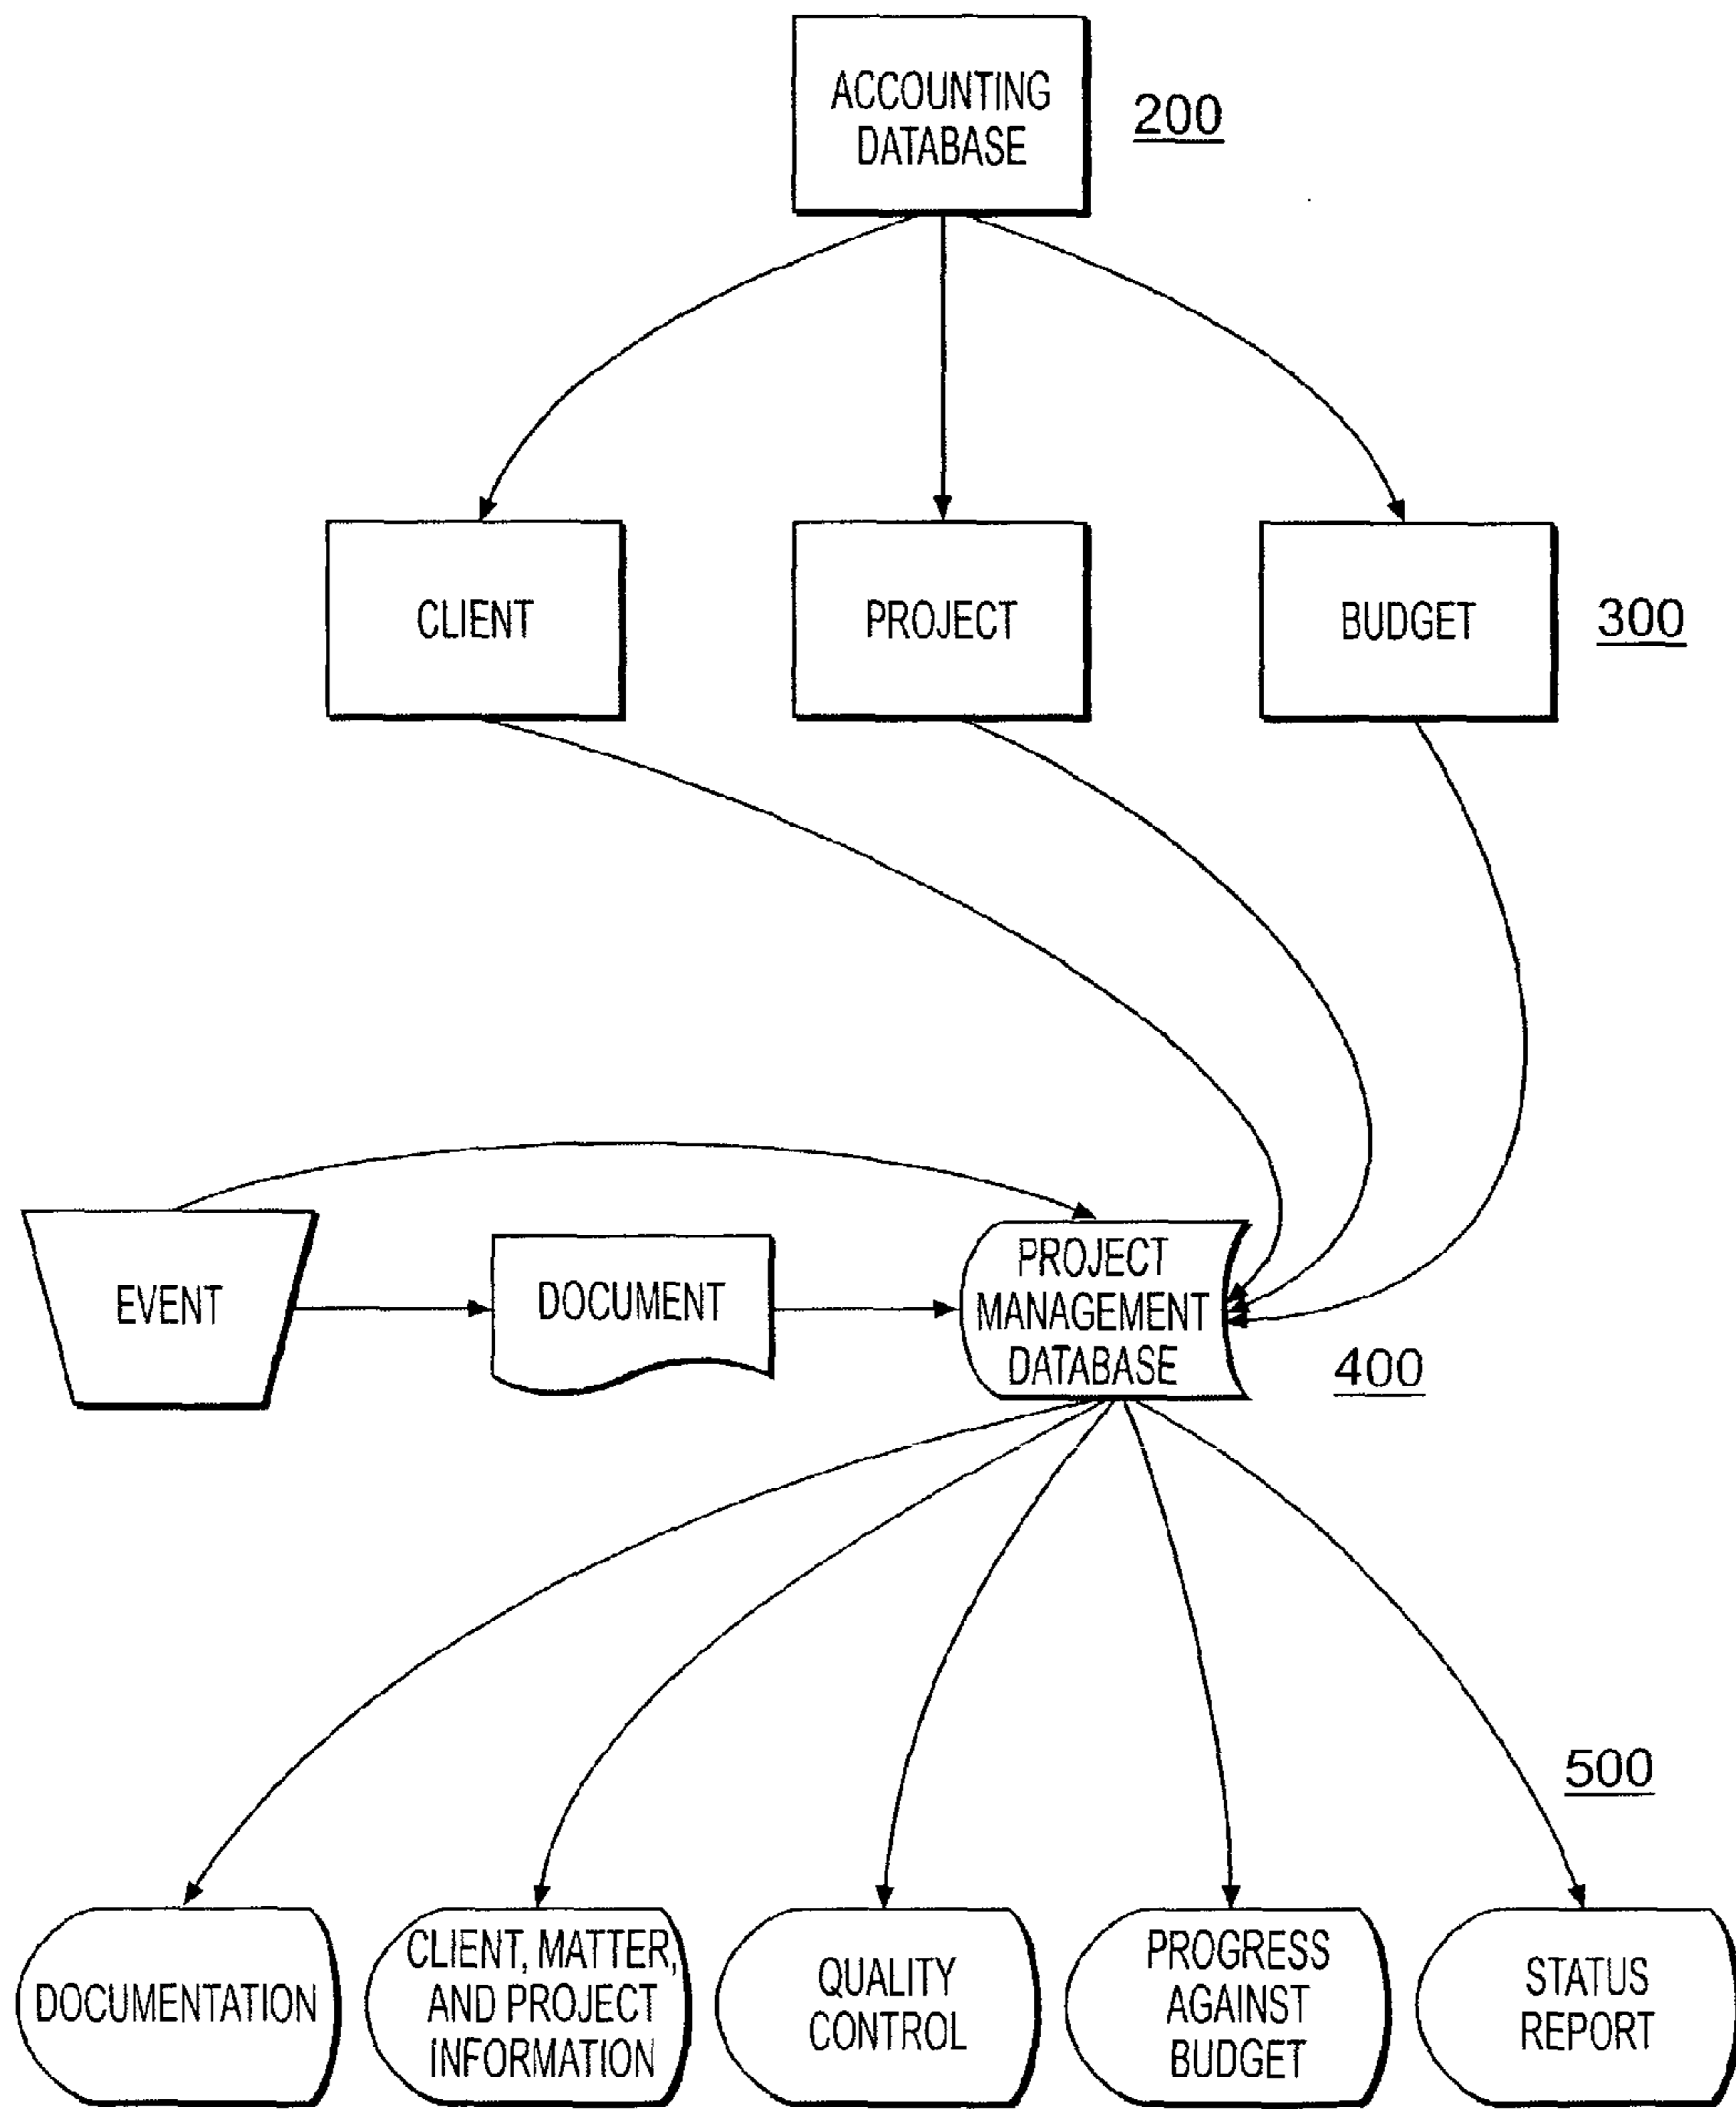 ACCOUNTING
DATABASE
200
CLIENT
PROJECT
BUDGET
300
EVENT
DOCUMENT
PROJECT
MANAGEMENT
DATABASE
400
500
DOCUMENTATION
CLIENT, MATTER,
AND PROJECT
INFORMATION
QUALITY
CONTROL
PROGRESS
AGAINST
BUDGET
STATUS
REPORT